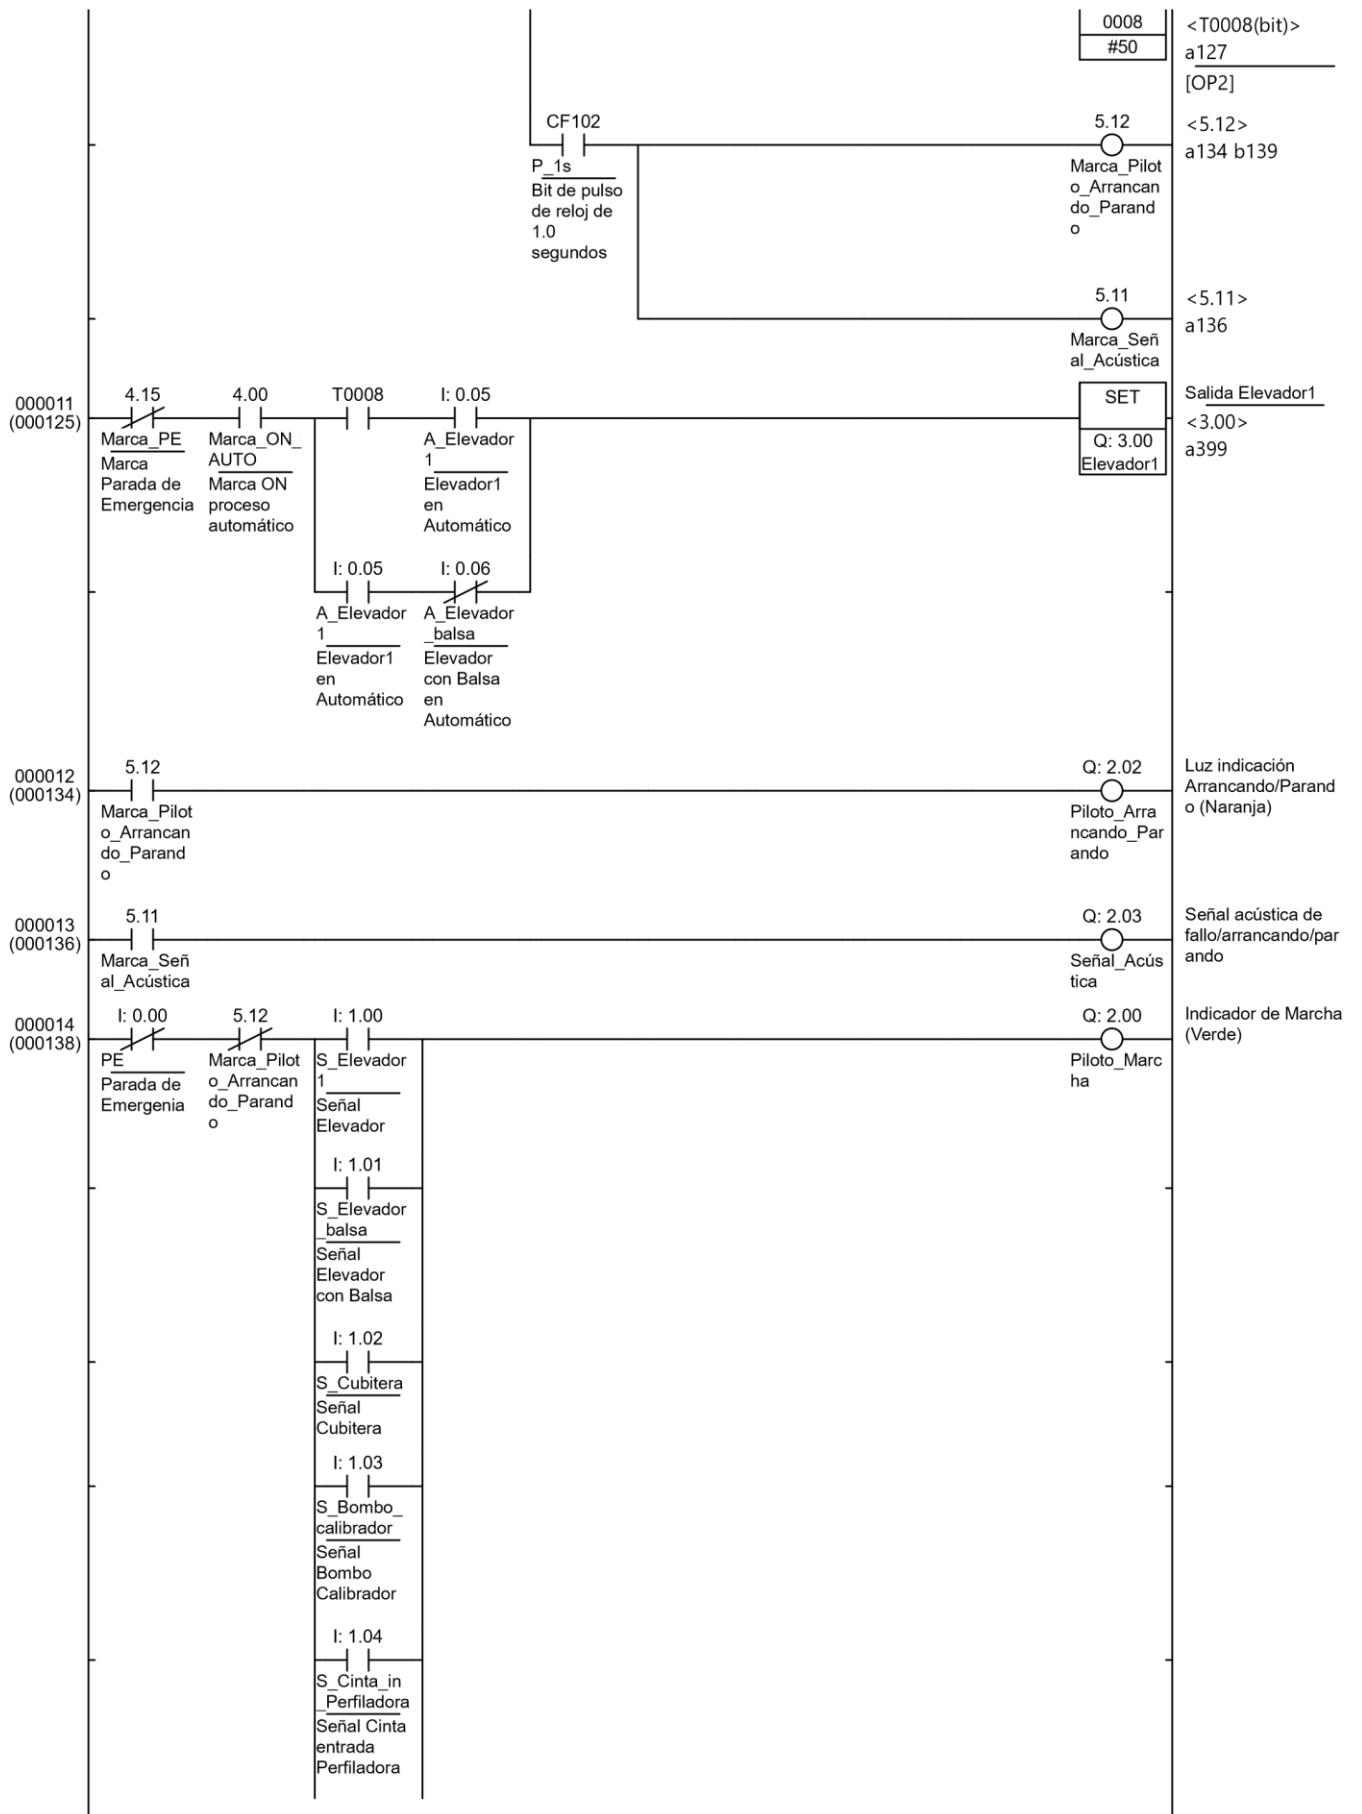 0008
<T0008(bit)>
#50
a127
[OP2]
CF102
5.12
<5.12>
a134 b139
P_1s
Bit de pulso
de reloj de
1.0
segundos
Marca_Pilot
o_Arrancan
do_Parand
o
5.11
<5.11>
a136
Marca_Señ
al_Acústica
000011
(000125)
4.15
4.00
T0008
I: 0.05
SET
Salida Elevador1
<3.00>
a399
Marca_PE
Marca
Parada de
Emergencia
Marca_ON_
AUTO
Marca ON
proceso
automático
A_Elevador
1
Elevador1
en
Automático
Q: 3.00
Elevador1
I: 0.05
I: 0.06
A_Elevador
1
Elevador1
en
Automático
A_Elevador
_balsa
Elevador
con Balsa
en
Automático
000012
(000134)
5.12
Q: 2.02
Luz indicación
Arrancando/Parand
o (Naranja)
Marca_Pilot
o_Arrancan
do_Parand
o
Piloto_Arra
ncando_Par
ando
000013
(000136)
5.11
Q: 2.03
Señal acústica de
fallo/arrancando/par
ando
Marca_Señ
al_Acústica
Señal_Acús
tica
000014
(000138)
I: 0.00
5.12
I: 1.00
Q: 2.00
Indicador de Marcha
(Verde)
PE
Parada de
Emergenia
Marca_Pilot
o_Arrancan
do_Parand
o
S_Elevador
1
Señal
Elevador
Piloto_Marc
ha
I: 1.01
S_Elevador
_balsa
Señal
Elevador
con Balsa
I: 1.02
S_Cubitera
Señal
Cubitera
I: 1.03
S_Bombo_
calibrador
Señal
Bombo
Calibrador
I: 1.04
S_Cinta_in
_Perfiladora
Señal Cinta
entrada
Perfiladora